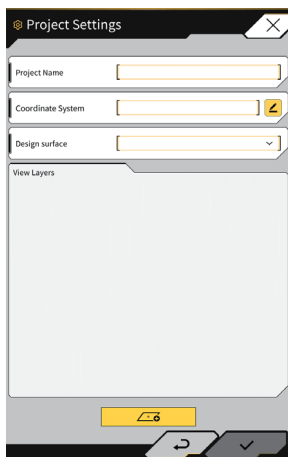 Project Settings
Project Name
Coordinate System
Design surface
View Layers